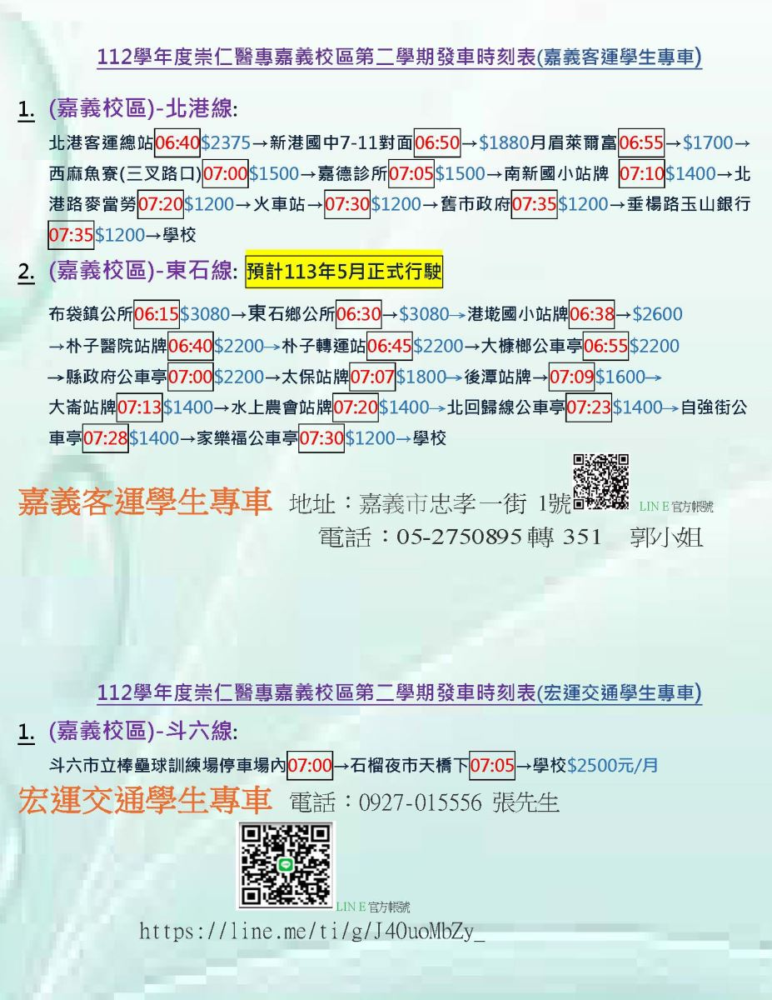 112學年度崇仁醫專嘉義校區第二學期發車時刻表(嘉義客運學生專車)
1. (嘉義校區)-北港線:
北港客運總站06:40$2375→新港國中7-11對面06:50→$1880月眉萊爾富06:55→$1700→
西麻魚寮(三叉路口)07:00$1500→嘉德診所07:05$1500→南新國小站牌 07:10$1400→北
港路麥當勞07:20$1200→火車站→07:30$1200→舊市政府07:35$1200→垂楊路玉山銀行
07:35$1200→學校
2. (嘉義校區)-東石線: 預計113年5月正式行駛
布袋鎮公所06:15$3080→東石鄉公所06:30→$3080→港墘國小站牌06:38→$2600
→朴子醫院站牌06:40$2200→朴子轉運站06:45$2200→大槺榔公車亭06:55$2200
→縣政府公車亭07:00$2200→太保站牌07:07$1800→後潭站牌→07:09$1600→
大崙站牌07:13$1400→水上農會站牌07:20$1400→北回歸線公車亭07:23$1400→自強街公
車亭07:28$1400→家樂福公車亭07:30$1200→學校
嘉義客運學生專車 地址：嘉義市忠孝一街 1號 LINE官方帳號
電話：05-2750895轉 351 郭小姐
112學年度崇仁醫專嘉義校區第二學期發車時刻表(宏運交通學生專車)
1. (嘉義校區)-斗六線:
斗六市立棒壘球訓練場停車場內07:00→石榴夜市天橋下07:05→學校$2500元/月
宏運交通學生專車 電話：0927-015556 張先生
LINE官方帳號
https://line.me/ti/g/J4OuoMbZy_